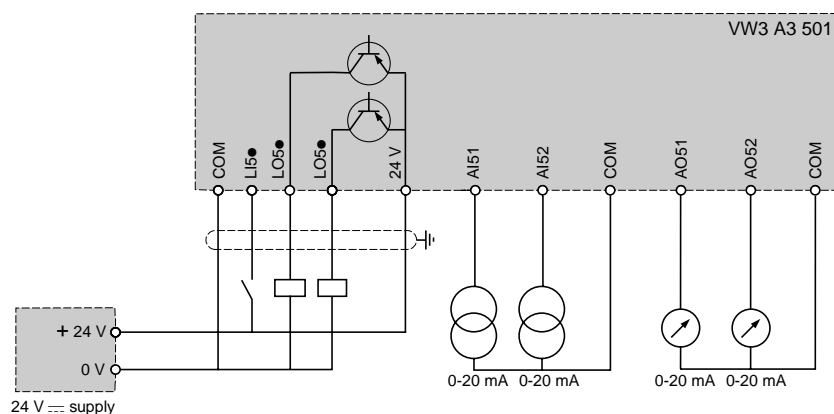 VW3 A3 501
COM
LI5●
LO5●
LO5●
24 V
AI51
AI52
COM
AO51
AO52
COM
+ 24 V
0 V
0-20 mA
0-20 mA
0-20 mA
0-20 mA
24 V ⎓ supply